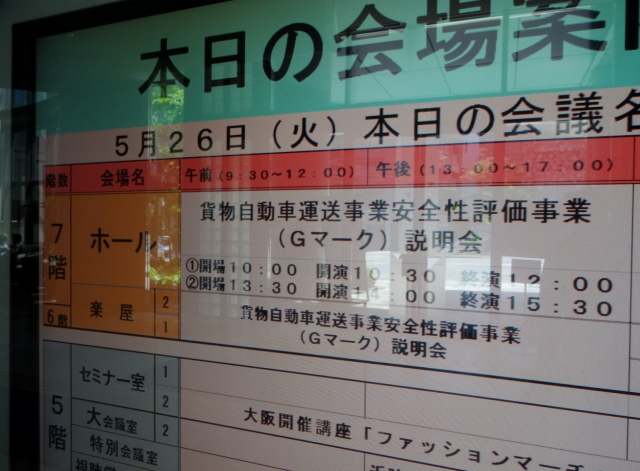 本日の会場案
5月26日（火）本日の会議名
階数 会場名 午前（9：30～12：00） 午後（13：00～17：00）
7階 ホール 貨物自動車運送事業安全性評価事業
（Gマーク）説明会
①開場10：00 開演10：30 終演12：00
②開場13：30 開演1 ：00 終演15：30
6階 楽屋 2
1
貨物自動車運送事業安全性評価事業
（Gマーク）説明会
5階 セミナー室 1
2
大会議室 2
大阪開催講座「ファッションマーチ
特別会議室
視聴